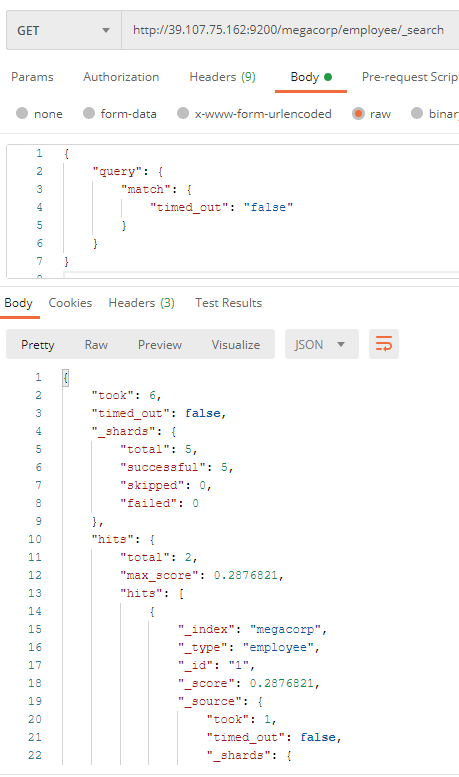 GET http://39.107.75.162:9200/megacorp/employee/_search
Params Authorization Headers (9) Body Pre-request Scrip
none form-data x-www-form-urlencoded raw binar
1 {
2 "query": {
3 "match": {
4 "timed_out": "false"
5 }
6 }
7 }
8
Body Cookies Headers (3) Test Results
Pretty Raw Preview Visualize JSON
1 {
2 "took": 6,
3 "timed_out": false,
4 "_shards": {
5 "total": 5,
6 "successful": 5,
7 "skipped": 0,
8 "failed": 0
9 },
10 "hits": {
11 "total": 2,
12 "max_score": 0.2876821,
13 "hits": [
14 {
15 "_index": "megacorp",
16 "_type": "employee",
17 "_id": "1",
18 "_score": 0.2876821,
19 "_source": {
20 "took": 1,
21 "timed_out": false,
22 "_shards": {